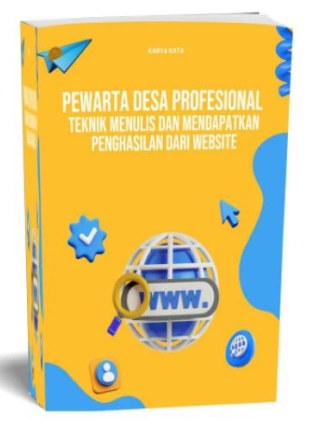 KARYA KATA
PEWARTA DESA PROFESIONAL
TEKNIK MENULIS DAN MENDAPATKAN
PENGHASILAN DARI WEBSITE
WWW.